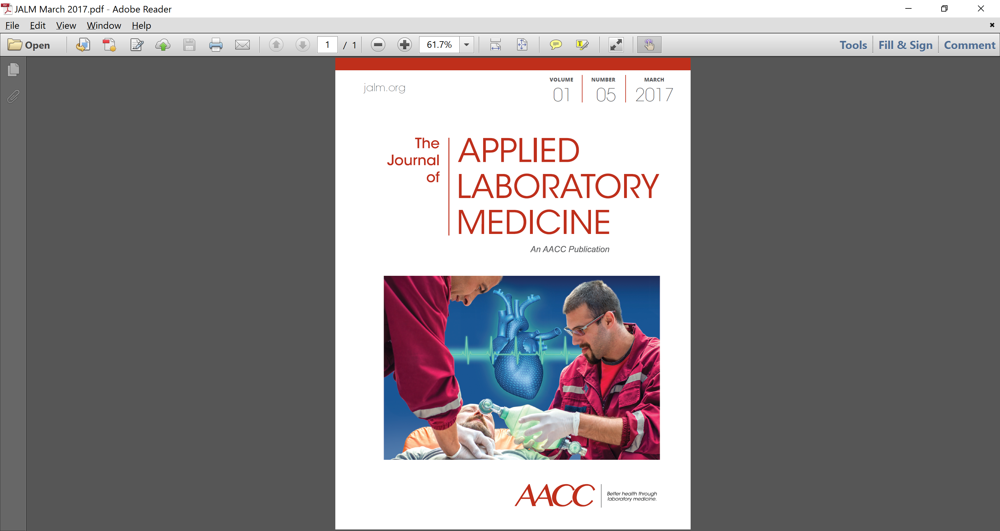 JALM March 2017.pdf - Adobe Reader
File Edit View Window Help
Open 1 / 1 61.7% Tools Fill & Sign Comment
jalm.org
VOLUME NUMBER MARCH
01 05 2017
The
Journal
of
APPLIED
LABORATORY
MEDICINE
An AACC Publication
AACC
Better health through
laboratory medicine.